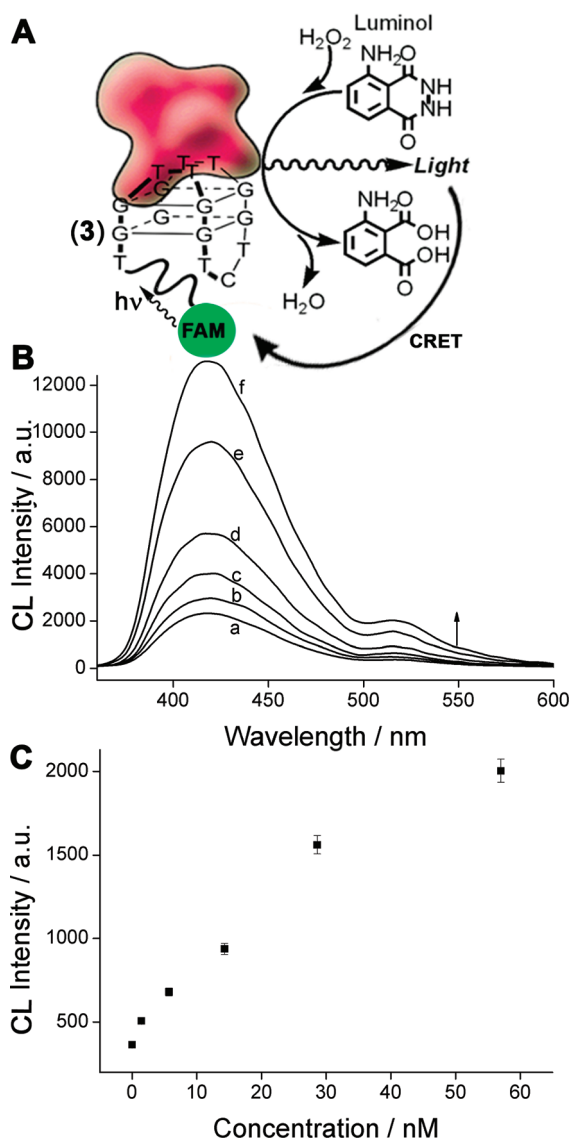 A
Luminol
H2O2
NH2 O
NH
NH
O
T T T T
G G G
Light
(3)
G G G
NH2 O
OH
G G G
OH
T T C
O
hν
H2O
FAM
CRET
B
12000
10000
8000
6000
4000
2000
0
CL Intensity / a.u.
f
e
d
c
b
a
400 450 500 550 600
Wavelength / nm
C
2000
1500
1000
500
CL Intensity / a.u.
0 10 20 30 40 50 60
Concentration / nM